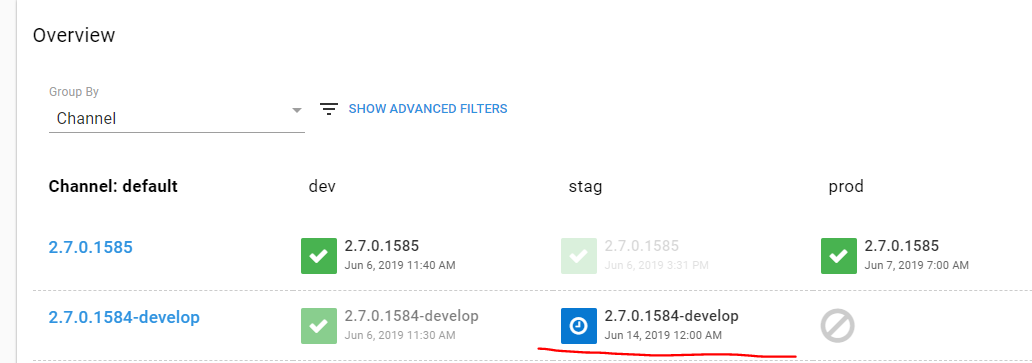 Overview
Group By
Channel
SHOW ADVANCED FILTERS
Channel: default dev stag prod
2.7.0.1585 2.7.0.1585 2.7.0.1585 2.7.0.1585
Jun 6, 2019 11:40 AM Jun 6, 2019 3:31 PM Jun 7, 2019 7:00 AM
2.7.0.1584-develop 2.7.0.1584-develop 2.7.0.1584-develop
Jun 6, 2019 11:30 AM Jun 14, 2019 12:00 AM